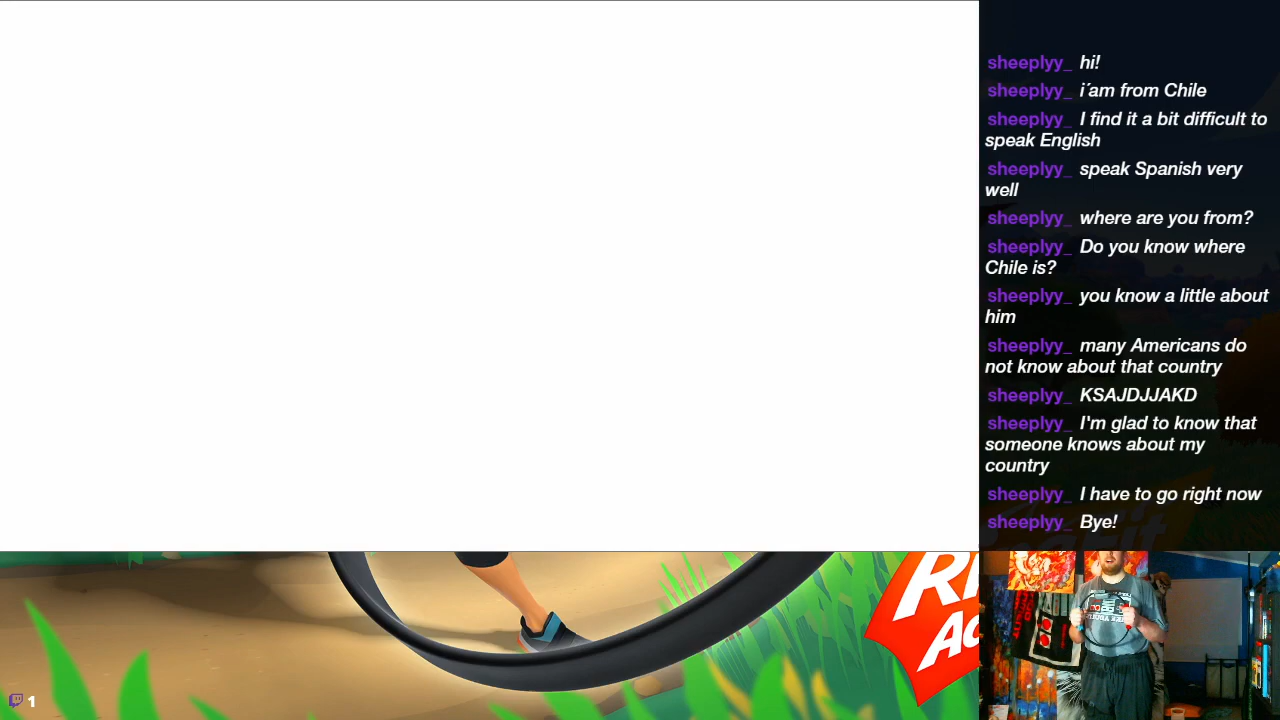 sheeplyy_ hi!
sheeplyy_ i´am from Chile
sheeplyy_ I find it a bit difficult to
speak English
sheeplyy_ speak Spanish very
well
sheeplyy_ where are you from?
sheeplyy_ Do you know where
Chile is?
sheeplyy_ you know a little about
him
sheeplyy_ many Americans do
not know about that country
sheeplyy_ KSAJDJJAKD
sheeplyy_ I'm glad to know that
someone knows about my
country
sheeplyy_ I have to go right now
sheeplyy_ Bye!
1